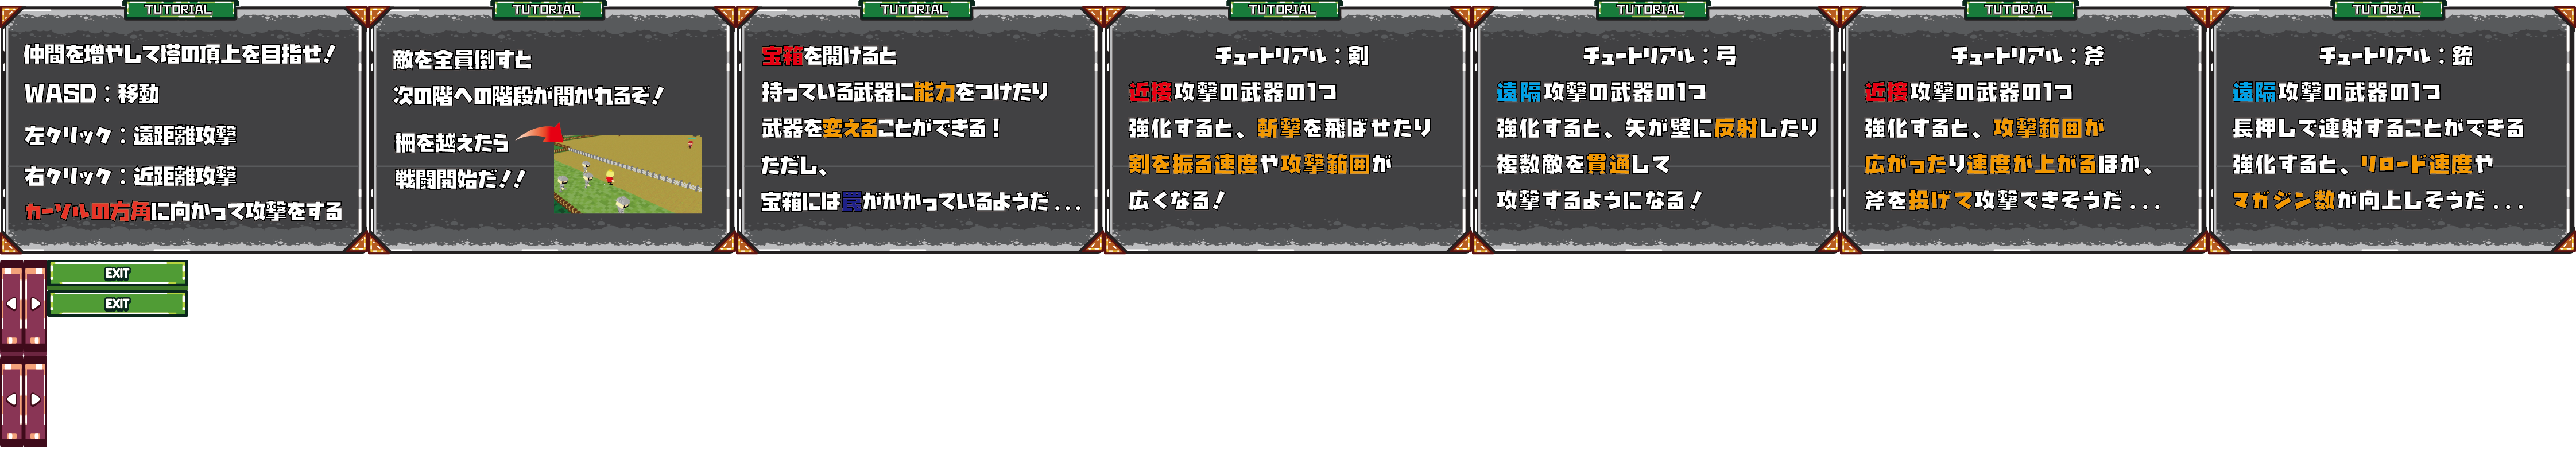 TUTORIAL
仲間を増やして塔の頂上を目指せ！
WASD：移動
左クリック：遠距離攻撃
右クリック：近距離攻撃
カーソルの方角に向かって攻撃をする
TUTORIAL
敵を全員倒すと
次の階への階段が開かれるぞ！
柵を越えたら
戦闘開始だ！！
TUTORIAL
宝箱を開けると
持っている武器に能力をつけたり
武器を変えることができる！
ただし、
宝箱には罠がかかっているようだ...
TUTORIAL
チュートリアル：剣
近接攻撃の武器の1つ
強化すると、斬撃を飛ばせたり
剣を振る速度や攻撃範囲が
広くなる！
TUTORIAL
チュートリアル：弓
遠隔攻撃の武器の1つ
強化すると、矢が壁に反射したり
複数敵を貫通して
攻撃するようになる！
TUTORIAL
チュートリアル：斧
近接攻撃の武器の1つ
強化すると、攻撃範囲が
広がったり速度が上がるほか、
斧を投げて攻撃できそうだ...
TUTORIAL
チュートリアル：銃
遠隔攻撃の武器の1つ
長押しで連射することができる
強化すると、リロード速度や
マガジン数が向上しそうだ...
EXIT
EXIT